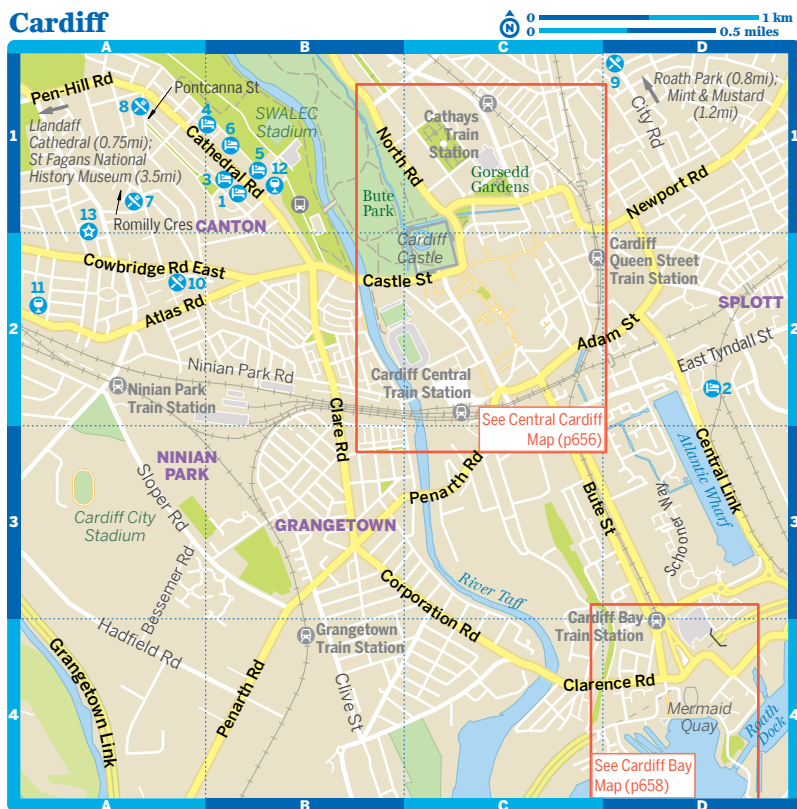 Cardiff
N
0 1 km
0 0.5 miles
A B C D
Pen-Hill Rd
Pontcanna St
8
4
6
5
12
3
1
Cathedral Rd
SWALEC
Stadium
Llandaff
Cathedral (0.75mi);
St Fagans National
History Museum (3.5mi)
7
13
Romilly Cres
CANTON
North Rd
Cathays
Train
Station
Gorsedd
Gardens
Bute
Park
9
Roath Park (0.8mi);
Mint & Mustard
(1.2mi)
City Rd
Newport Rd
1
1
Cardiff
Castle
Cardiff
Queen Street
Train Station
Cowbridge Rd East
10
11
Atlas Rd
Castle St
SPLOTT
2
2
Adam St
East Tyndall St
Ninian Park Rd
Ninian Park
Train Station
Cardiff Central
Train Station
2
See Central Cardiff
Map (p656)
Clare Rd
NINIAN
PARK
Central Link
Atlantic Wharf
Sloper Rd
Penarth Rd
Bute St
Schooner Way
Cardiff City
Stadium
GRANGETOWN
3
3
Bessemer Rd
River Taff
Corporation Rd
Hadfield Rd
Cardiff Bay
Train Station
Grangetown
Train Station
Grangetown Link
Penarth Rd
Clive St
Clarence Rd
Mermaid
Quay
Roath
Dock
4
4
See Cardiff Bay
Map (p658)
A B C D